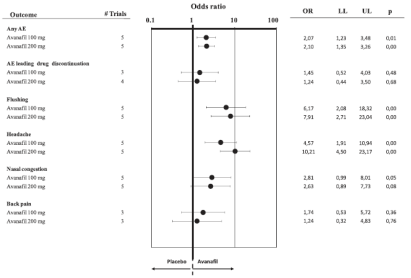 Outcome # Trials Odds ratio OR LL UL p
0.1 1 10 100
Any AE
Avanafil 100 mg 5 2,07 1,23 3,48 0,01
Avanafil 200 mg 5 2,10 1,35 3,26 0,00
AE leading drug discontinuation
Avanafil 100 mg 3 1,45 0,52 4,03 0,48
Avanafil 200 mg 4 1,24 0,44 3,50 0,68
Flushing
Avanafil 100 mg 5 6,17 2,08 18,32 0,00
Avanafil 200 mg 5 7,91 2,71 23,04 0,00
Headache
Avanafil 100 mg 5 4,57 1,91 10,94 0,00
Avanafil 200 mg 5 10,21 4,50 23,17 0,00
Nasal congestion
Avanafil 100 mg 5 2,81 0,99 8,01 0,05
Avanafil 200 mg 5 2,63 0,89 7,73 0,08
Back pain
Avanafil 100 mg 3 1,74 0,53 5,72 0,36
Avanafil 200 mg 3 1,24 0,32 4,83 0,76
Placebo Avanafil